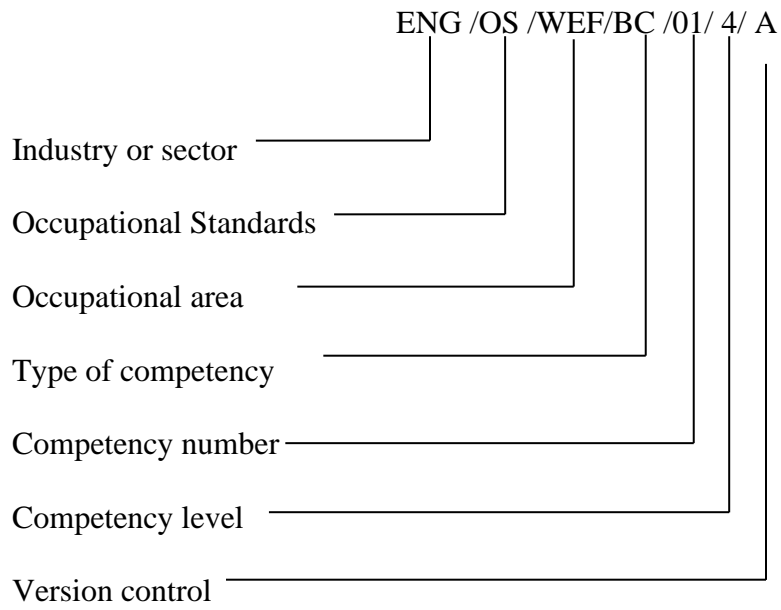 ENG /OS /WEF/BC /01/ 4/ A
Industry or sector
Occupational Standards
Occupational area
Type of competency
Competency number
Competency level
Version control